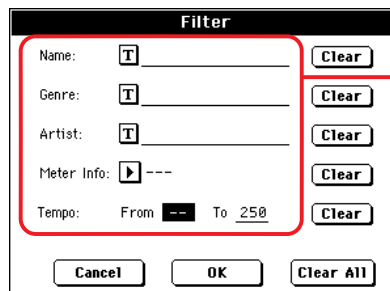 Filter
Name: T Clear
Genre: T Clear
Artist: T Clear
Meter Info: --- Clear
Tempo: From -- To 250 Clear
Cancel OK Clear All